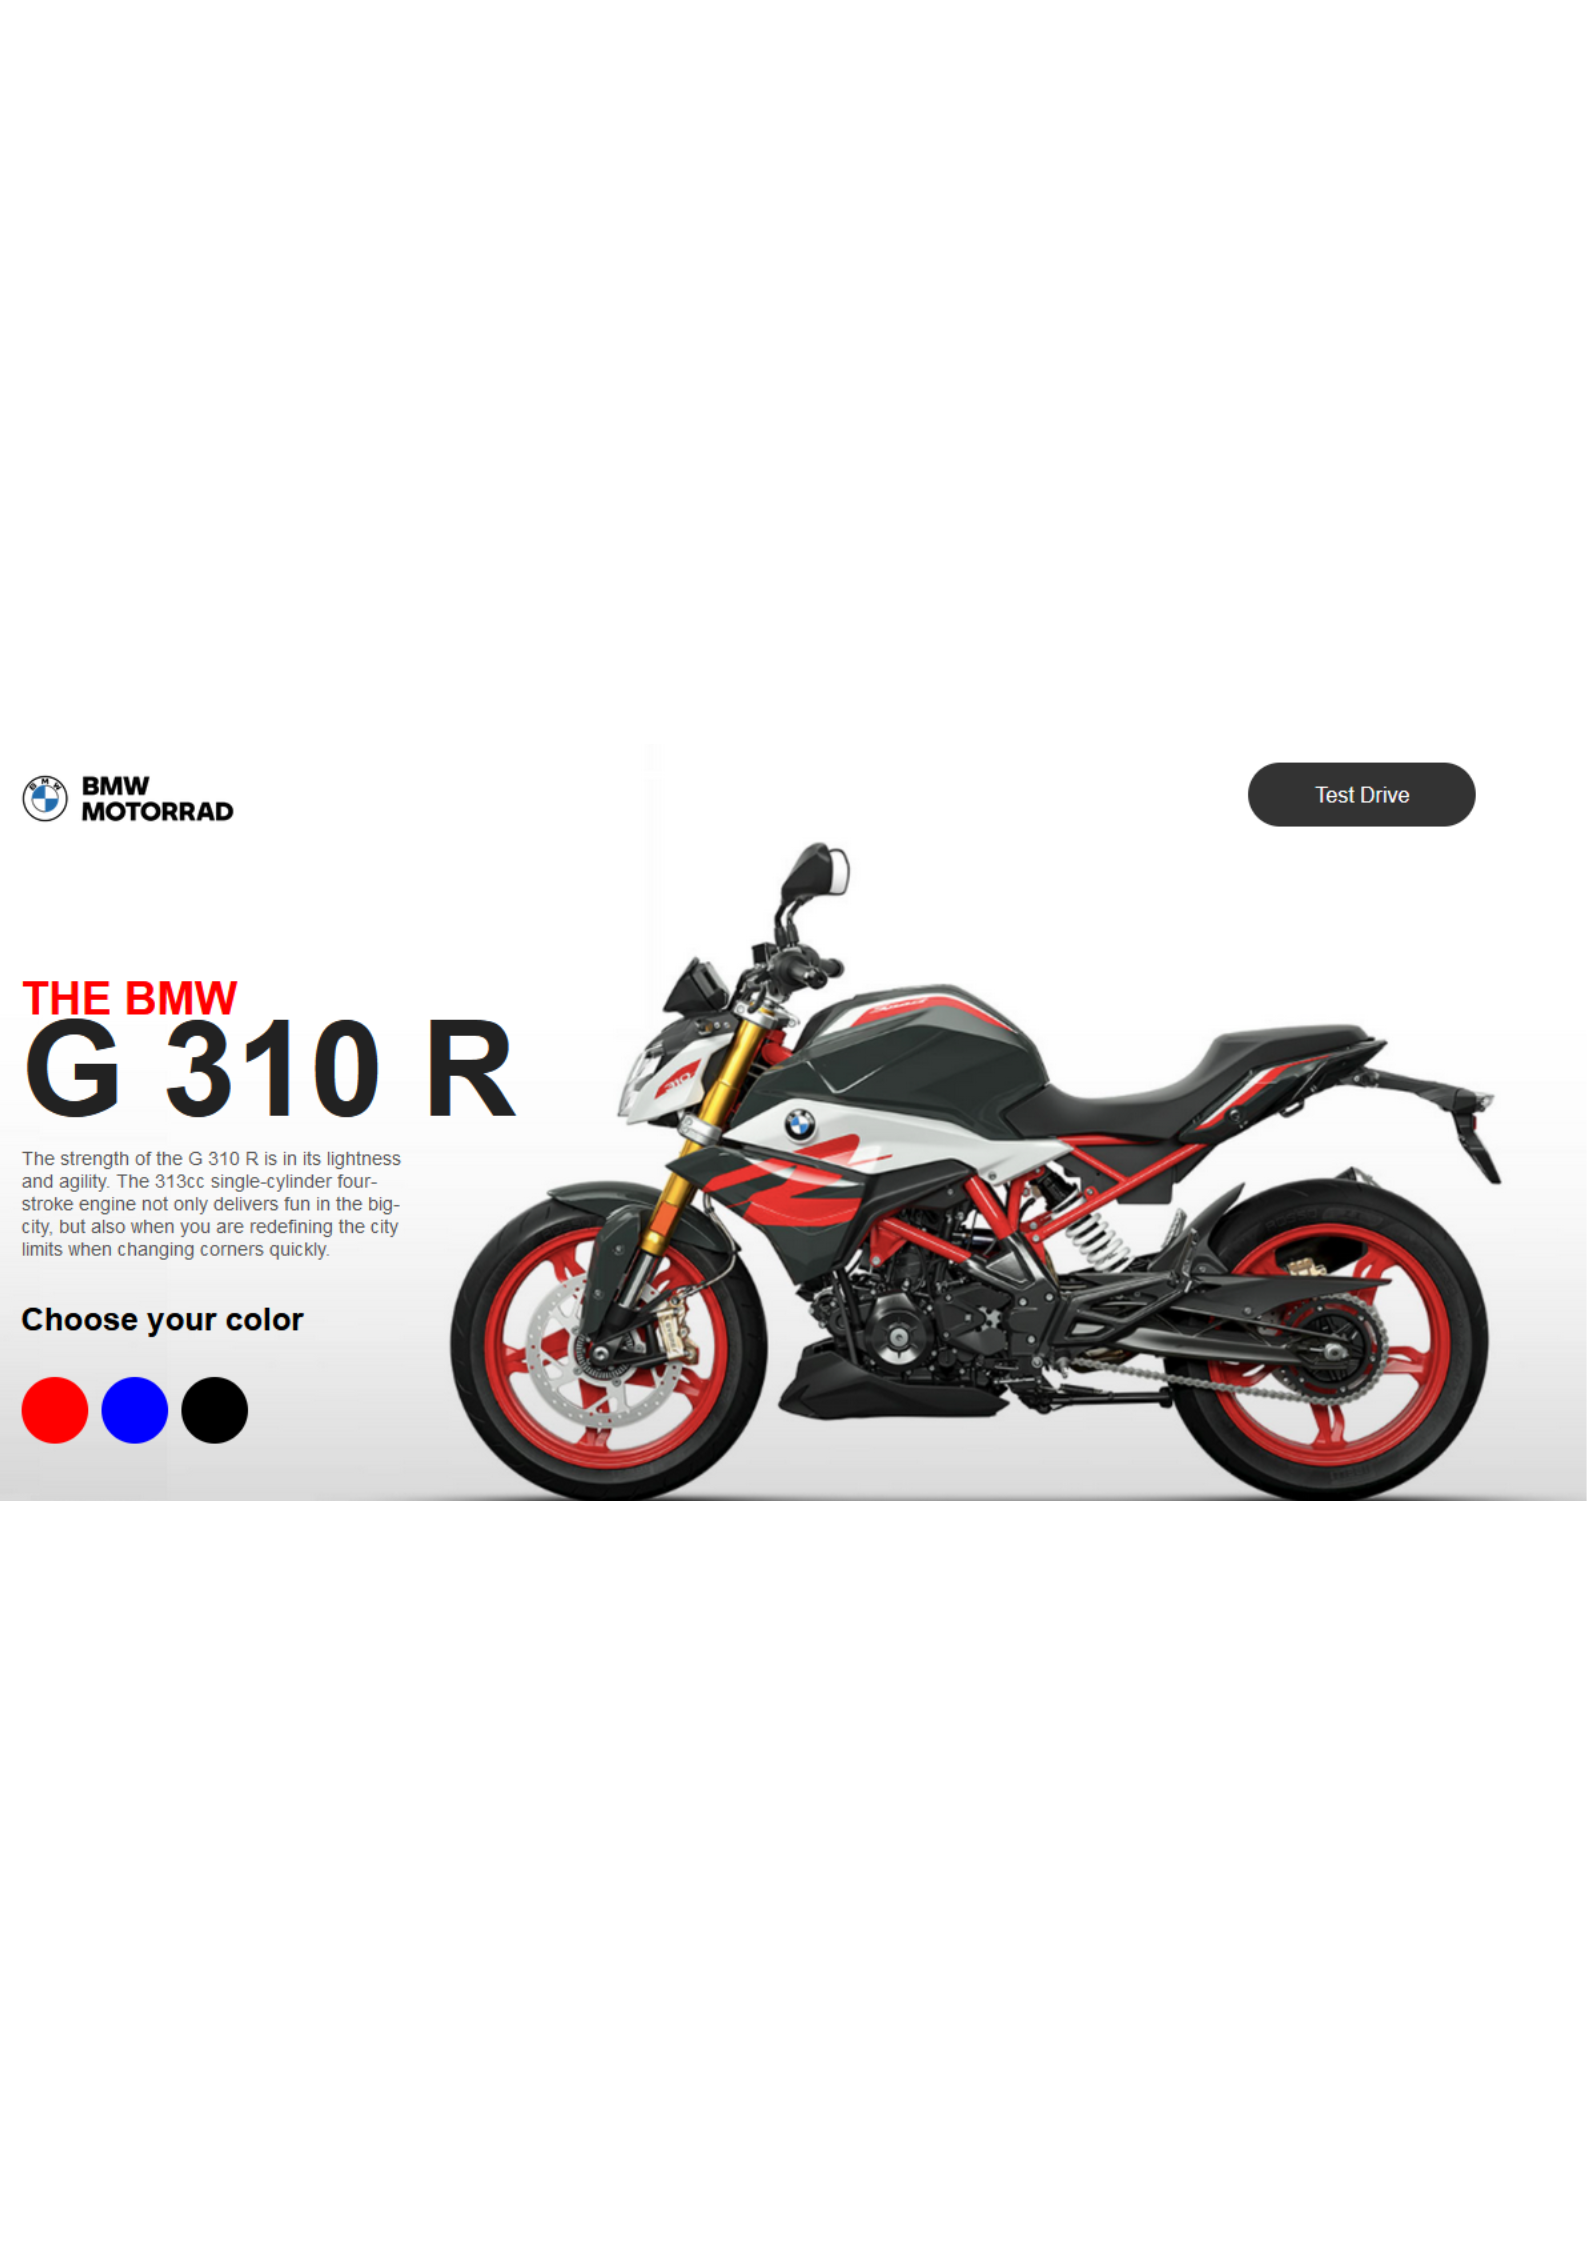 BMW
MOTORRAD
Test Drive
THE BMW
G 310 R
310
The strength of the G 310 R is in its lightness
and agility. The 313cc single-cylinder four-
stroke engine not only delivers fun in the big-
city, but also when you are redefining the city
limits when changing corners quickly.
Choose your color